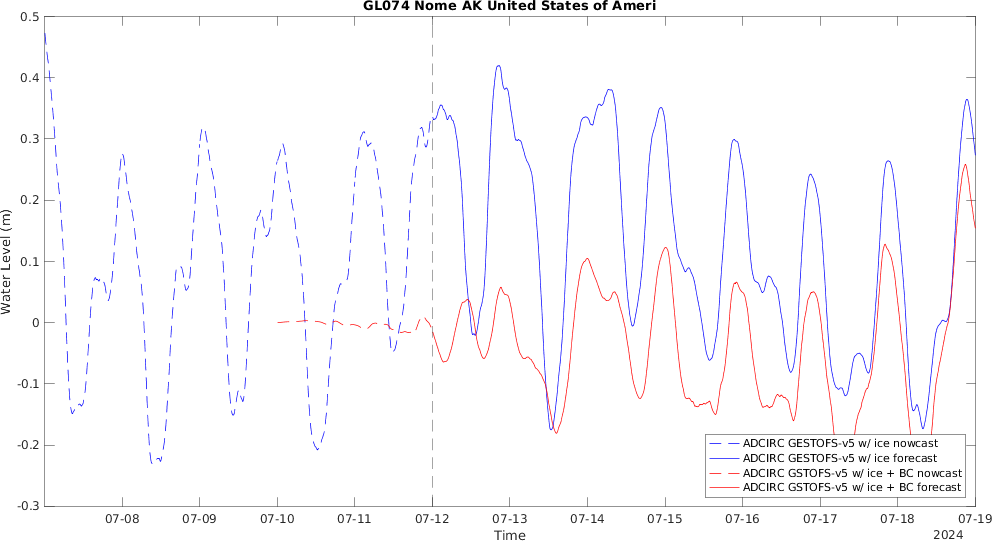 GL074 Nome AK United States of Ameri
0.5
0.4
0.3
0.2
0.1
0
-0.1
-0.2
-0.3
Water Level (m)
ADCIRC GESTOFS-v5 w/ ice nowcast
ADCIRC GESTOFS-v5 w/ ice forecast
ADCIRC GSTOFS-v5 w/ ice + BC nowcast
ADCIRC GSTOFS-v5 w/ ice + BC forecast
07-08 07-09 07-10 07-11 07-12 07-13 07-14 07-15 07-16 07-17 07-18 07-19
Time 2024